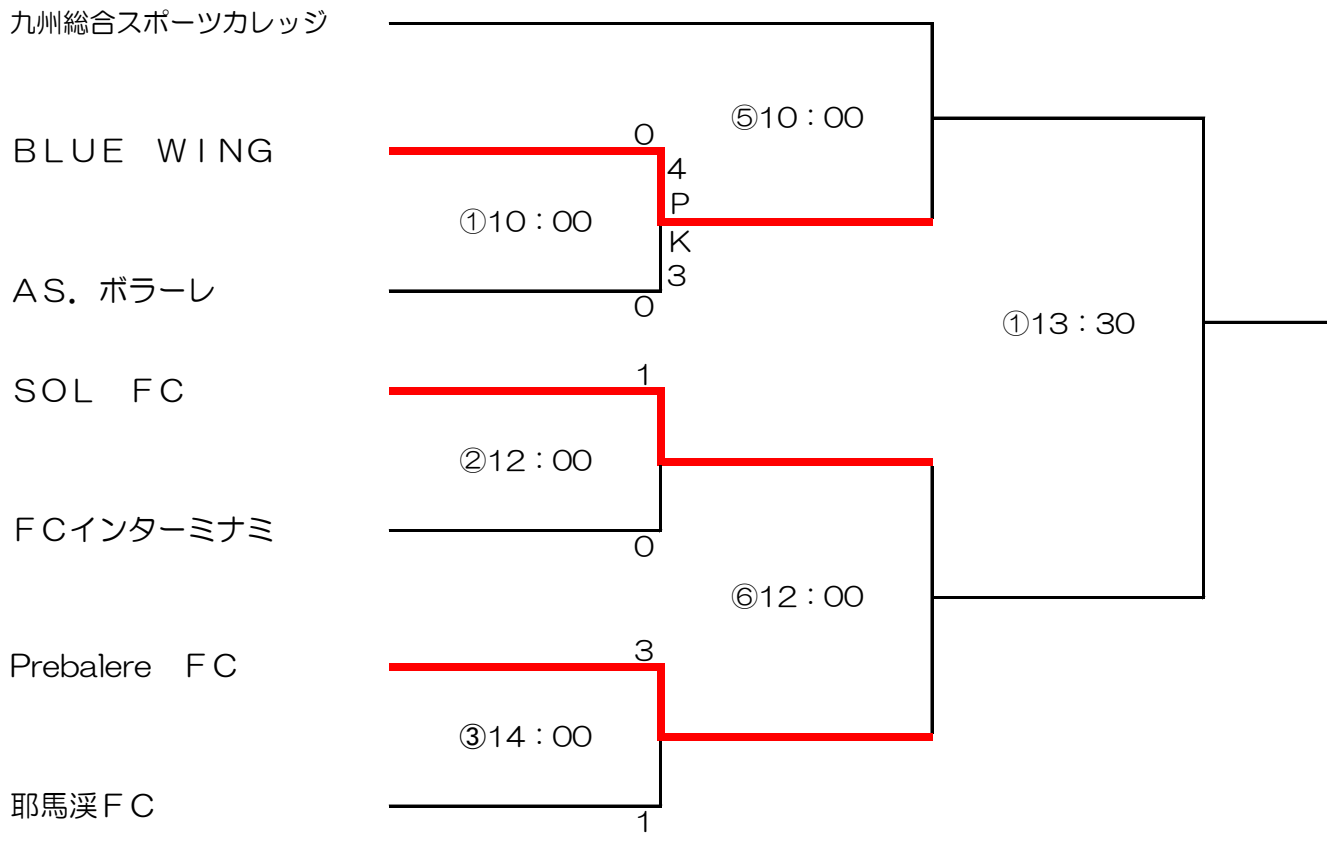 九州総合スポーツカレッジ
⑤10：00
BLUE　WING
0
4
P
K
3
①10：00
AS．ボラーレ
0
①13：30
SOL　FC
1
②12：00
FCインターミナミ
0
⑥12：00
Prebalere　FC
3
③14：00
耶馬渓FC
1